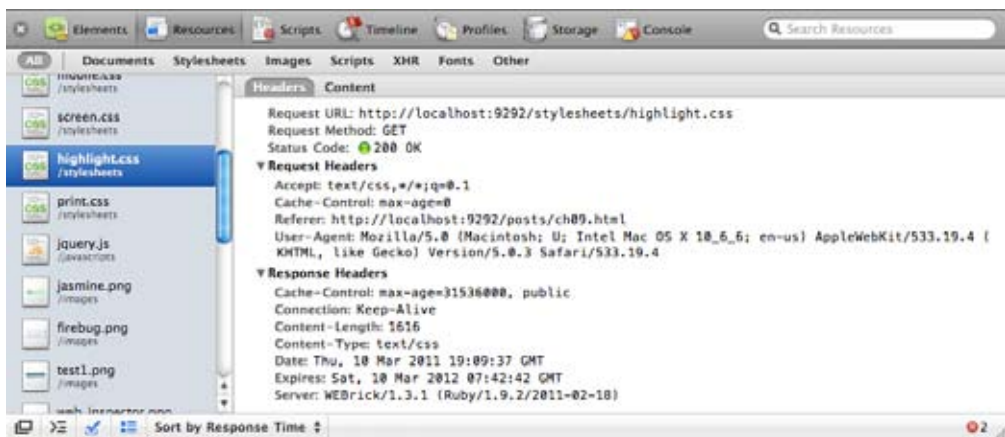 Elements Resources Scripts Timeline Profiles Storage Console Search Resources
All Documents Stylesheets Images Scripts XHR Fonts Other
mobile.css
/stylesheets
screen.css
/stylesheets
highlight.css
/stylesheets
print.css
/stylesheets
jquery.js
/javascripts
jasmine.png
/images
firebug.png
/images
test1.png
/images
web_inspector.png
Headers Content
Request URL: http://localhost:9292/stylesheets/highlight.css
Request Method: GET
Status Code: 200 OK
Request Headers
Accept: text/css,*/*;q=0.1
Cache-Control: max-age=0
Referer: http://localhost:9292/posts/ch09.html
User-Agent: Mozilla/5.0 (Macintosh; U; Intel Mac OS X 10_6_6; en-us) AppleWebKit/533.19.4 (
KHTML, like Gecko) Version/5.0.3 Safari/533.19.4
Response Headers
Cache-Control: max-age=31536000, public
Connection: Keep-Alive
Content-Length: 1616
Content-Type: text/css
Date: Thu, 10 Mar 2011 19:09:37 GMT
Expires: Sat, 10 Mar 2012 07:42:42 GMT
Server: WEBrick/1.3.1 (Ruby/1.9.2/2011-02-18)
Sort by Response Time
2